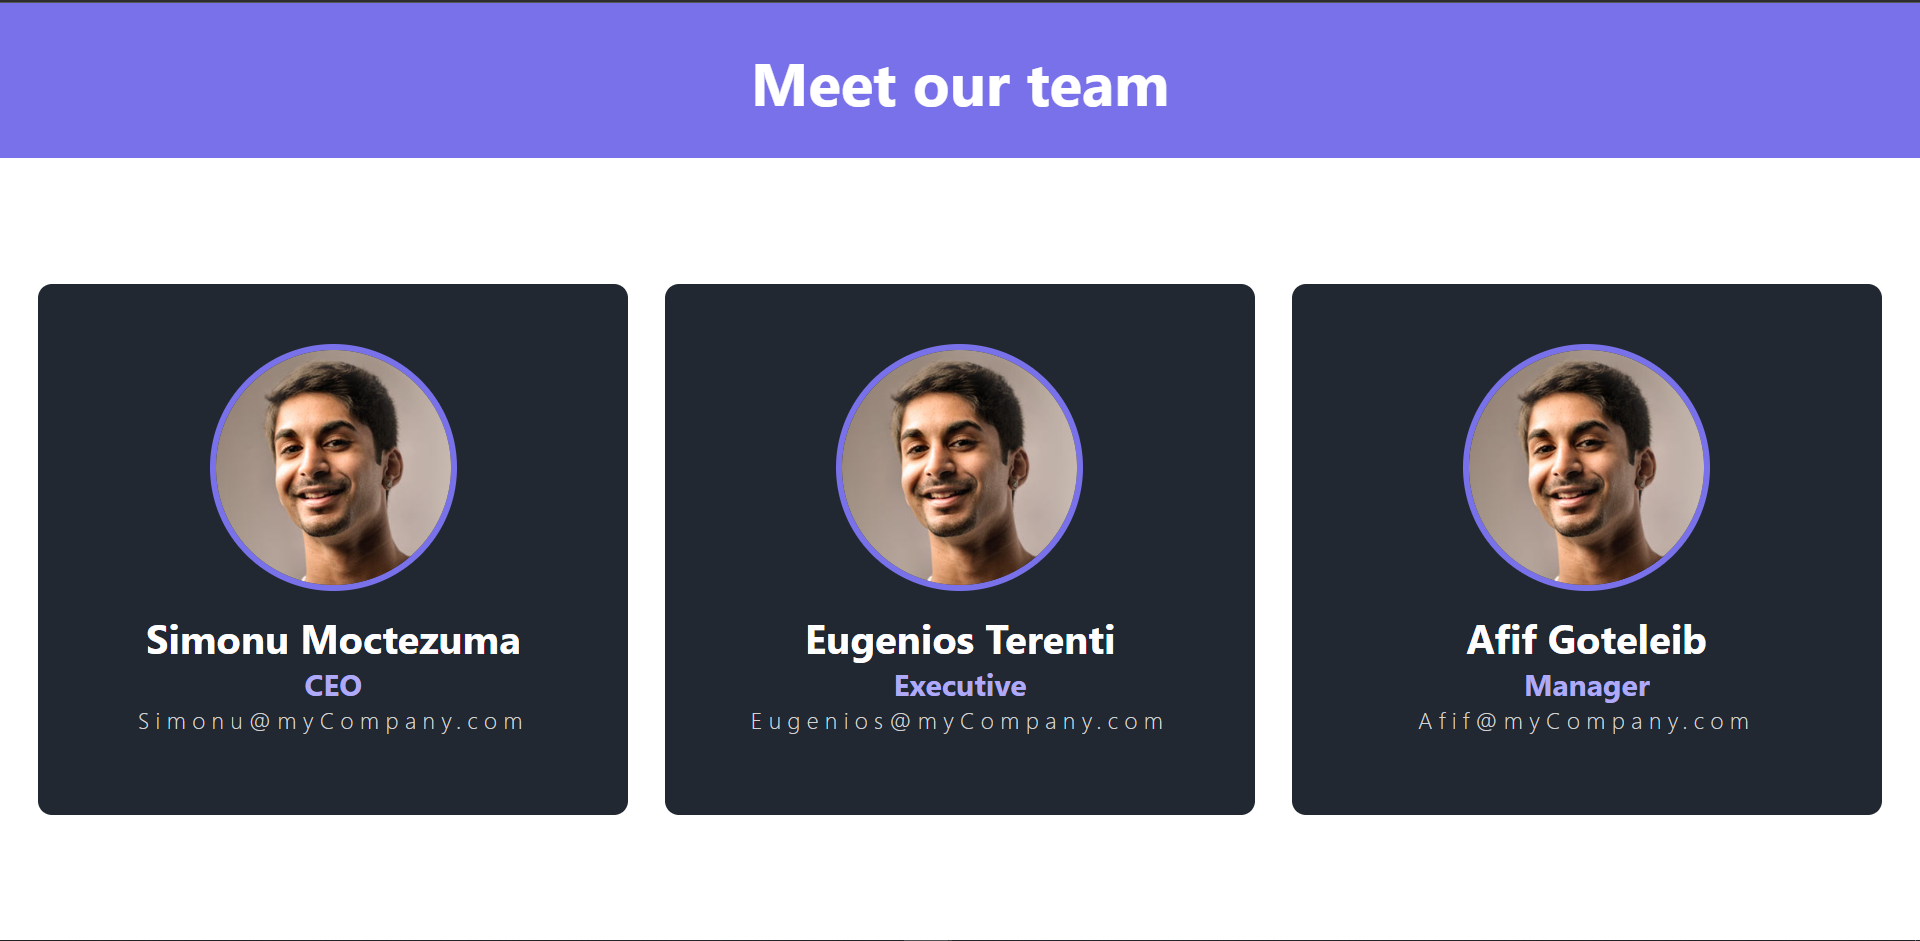 Meet our team
Simonu Moctezuma
CEO
Simonu@myCompany.com
Eugenios Terenti
Executive
Eugenios@myCompany.com
Afif Goteleib
Manager
Afif@myCompany.com